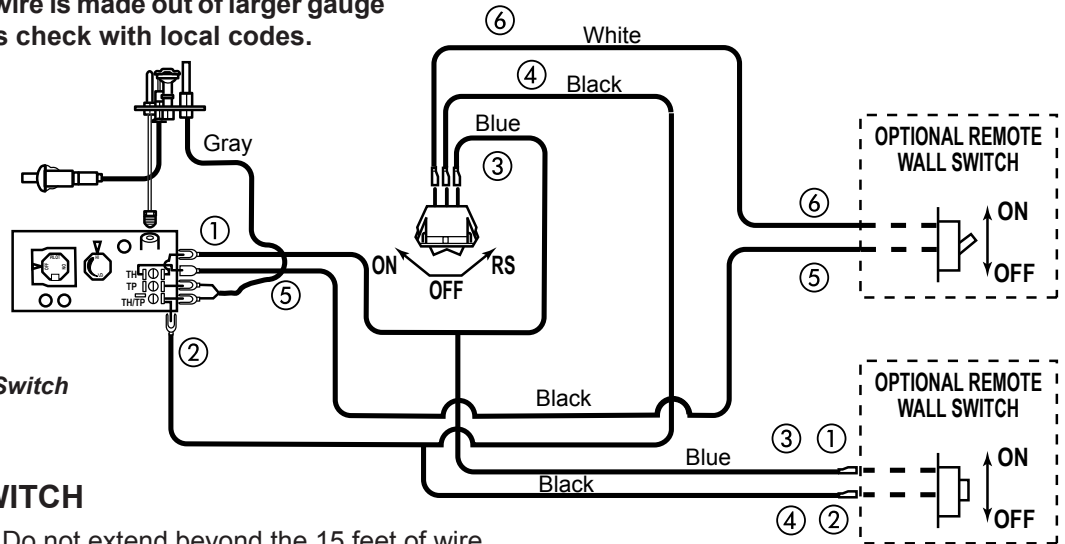 wire is made out of larger gauge
s check with local codes.
⑥
White
④
Black
Blue
③
Gray
①
ON
OFF
RS
⑤
②
TH
TP
TH/TP
OPTIONAL REMOTE
WALL SWITCH
⑥
ON
⑤
OFF
Switch
Black
OPTIONAL REMOTE
WALL SWITCH
③ ①
Blue
ON
Black
④ ②
OFF
WITCH
Do not extend beyond the 15 feet of wire